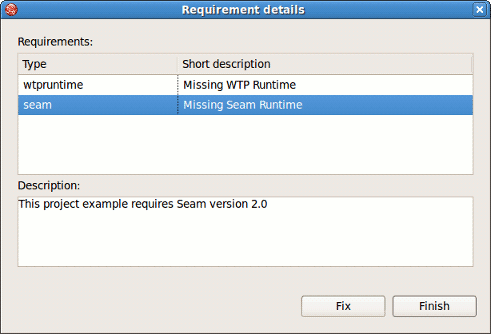 Requirement details
Requirements:
Type Short description
wtpruntime Missing WTP Runtime
seam Missing Seam Runtime
Description:
This project example requires Seam version 2.0
Fix Finish